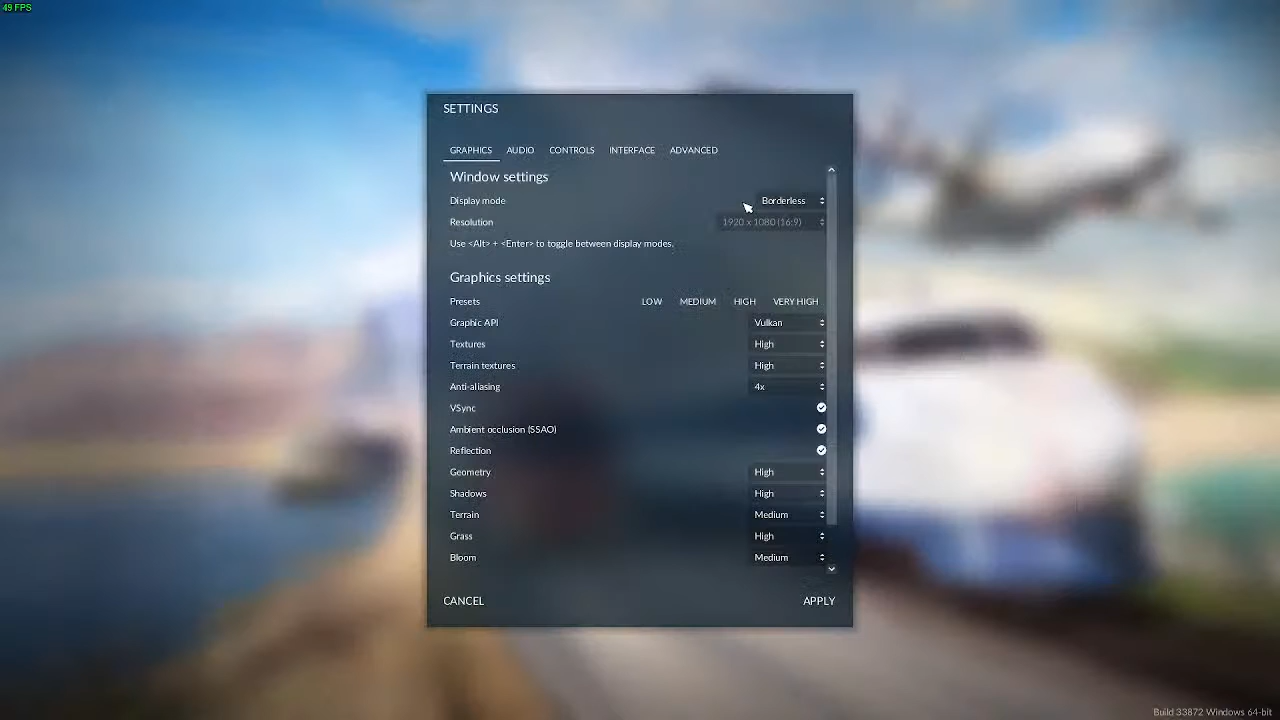 49 FPS
SETTINGS
GRAPHICS AUDIO CONTROLS INTERFACE ADVANCED
Window settings
Display mode Borderless
Resolution 1920 x 1080 (16:9)
Use <Alt> + <Enter> to toggle between display modes.
Graphics settings
Presets LOW MEDIUM HIGH VERY HIGH
Graphic API Vulkan
Textures High
Terrain textures High
Anti-aliasing 4x
VSync
Ambient occlusion (SSAO)
Reflection
Geometry High
Shadows High
Terrain Medium
Grass High
Bloom Medium
CANCEL APPLY
Build 33872 Windows 64-bit